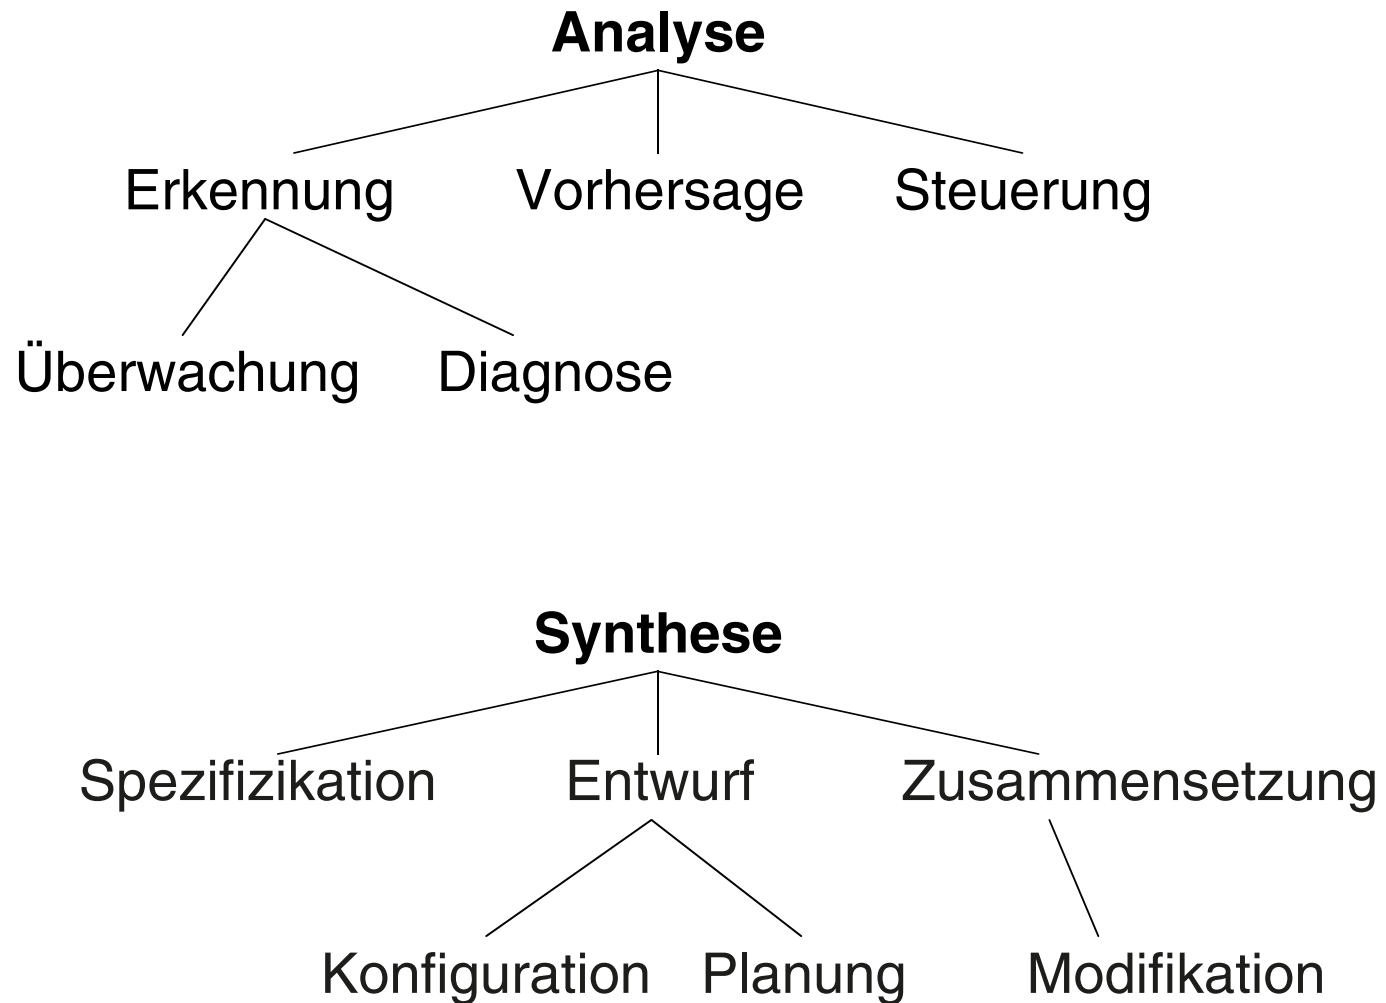 Analyse
Erkennung Vorhersage Steuerung
Überwachung Diagnose
Synthese
Spezifizikation Entwurf Zusammensetzung
Konfiguration Planung Modifikation